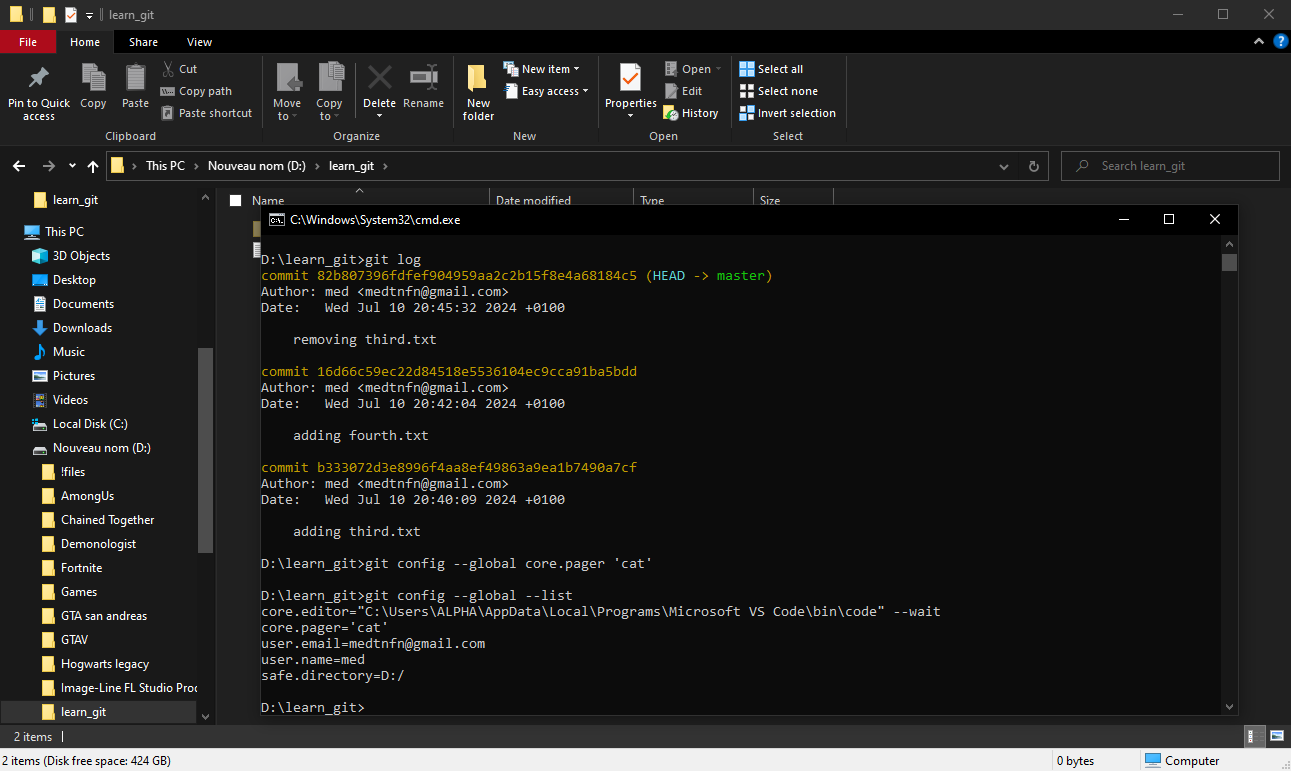 learn_git
File Home Share View
Pin to Quick access
Copy
Paste
Cut
Copy path
Paste shortcut
Clipboard
Move to
Copy to
Delete
Rename
Organize
New folder
New item
Easy access
New
Properties
Open
Edit
History
Open
Select all
Select none
Invert selection
Select
This PC > Nouveau nom (D:) > learn_git >
Search learn_git
learn_git
This PC
3D Objects
Desktop
Documents
Downloads
Music
Pictures
Videos
Local Disk (C:)
Nouveau nom (D:)
!files
AmongUs
Chained Together
Demonologist
Fortnite
Games
GTA san andreas
GTAV
Hogwarts legacy
Image-Line FL Studio Proc
learn_git
Name Date modified Type Size
C:\Windows\System32\cmd.exe
D:\learn_git>git log
commit 82b807396fdfef904959aa2c2b15f8e4a68184c5 (HEAD -> master)
Author: med <medtnfn@gmail.com>
Date:   Wed Jul 10 20:45:32 2024 +0100
    removing third.txt
commit 16d66c59ec22d84518e5536104ec9cca91ba5bdd
Author: med <medtnfn@gmail.com>
Date:   Wed Jul 10 20:42:04 2024 +0100
    adding fourth.txt
commit b333072d3e8996f4aa8ef49863a9ea1b7490a7cf
Author: med <medtnfn@gmail.com>
Date:   Wed Jul 10 20:40:09 2024 +0100
    adding third.txt
D:\learn_git>git config --global core.pager 'cat'
D:\learn_git>git config --global --list
core.editor="C:\Users\ALPHA\AppData\Local\Programs\Microsoft VS Code\bin\code" --wait
core.pager='cat'
user.email=medtnfn@gmail.com
user.name=med
safe.directory=D:/
D:\learn_git>
2 items
2 items (Disk free space: 424 GB)
0 bytes
Computer